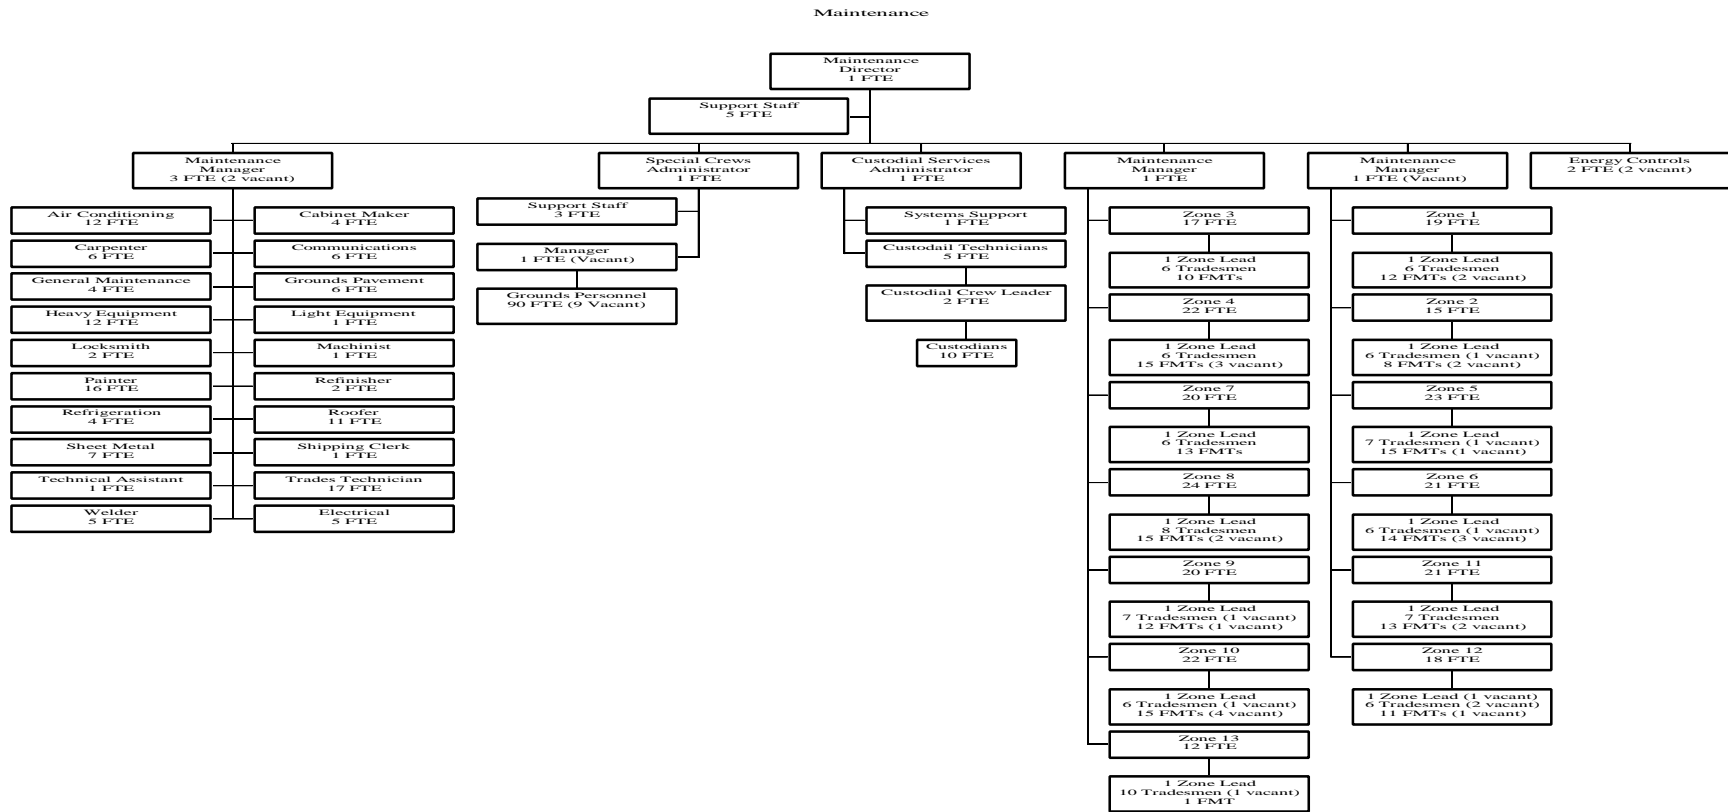 Maintenance
Maintenance
Director
1 FTE
Support Staff
5 FTE
Maintenance
Manager
3 FTE (2 vacant)
Special Crews
Administrator
1 FTE
Custodial Services
Administrator
1 FTE
Maintenance
Manager
1 FTE
Maintenance
Manager
1 FTE (Vacant)
Energy Controls
2 FTE (2 vacant)
Air Conditioning
12 FTE
Cabinet Maker
4 FTE
Carpenter
6 FTE
Communications
6 FTE
General Maintenance
4 FTE
Grounds Pavement
6 FTE
Heavy Equipment
12 FTE
Light Equipment
1 FTE
Locksmith
2 FTE
Machinist
1 FTE
Painter
16 FTE
Refinisher
2 FTE
Refrigeration
4 FTE
Roofer
11 FTE
Sheet Metal
7 FTE
Shipping Clerk
1 FTE
Technical Assistant
1 FTE
Trades Technician
17 FTE
Welder
5 FTE
Electrical
5 FTE
Support Staff
3 FTE
Manager
1 FTE (Vacant)
Grounds Personnel
90 FTE (9 Vacant)
Systems Support
1 FTE
Custodail Technicians
5 FTE
Custodial Crew Leader
2 FTE
Custodians
10 FTE
Zone 3
17 FTE
1 Zone Lead
6 Tradesmen
10 FMTs
Zone 4
22 FTE
1 Zone Lead
6 Tradesmen
15 FMTs (3 vacant)
Zone 7
20 FTE
1 Zone Lead
6 Tradesmen
13 FMTs
Zone 8
24 FTE
1 Zone Lead
8 Tradesmen
15 FMTs (2 vacant)
Zone 9
20 FTE
1 Zone Lead
7 Tradesmen (1 vacant)
12 FMTs (1 vacant)
Zone 10
22 FTE
1 Zone Lead
6 Tradesmen (1 vacant)
15 FMTs (4 vacant)
Zone 13
12 FTE
1 Zone Lead
10 Tradesmen (1 vacant)
1 FMT
Zone 1
19 FTE
1 Zone Lead
6 Tradesmen
12 FMTs (2 vacant)
Zone 2
15 FTE
1 Zone Lead
6 Tradesmen (1 vacant)
8 FMTs (2 vacant)
Zone 5
23 FTE
1 Zone Lead
7 Tradesmen (1 vacant)
15 FMTs (1 vacant)
Zone 6
21 FTE
1 Zone Lead
6 Tradesmen (1 vacant)
14 FMTs (3 vacant)
Zone 11
21 FTE
1 Zone Lead
7 Tradesmen
13 FMTs (2 vacant)
Zone 12
18 FTE
1 Zone Lead (1 vacant)
6 Tradesmen (2 vacant)
11 FMTs (1 vacant)